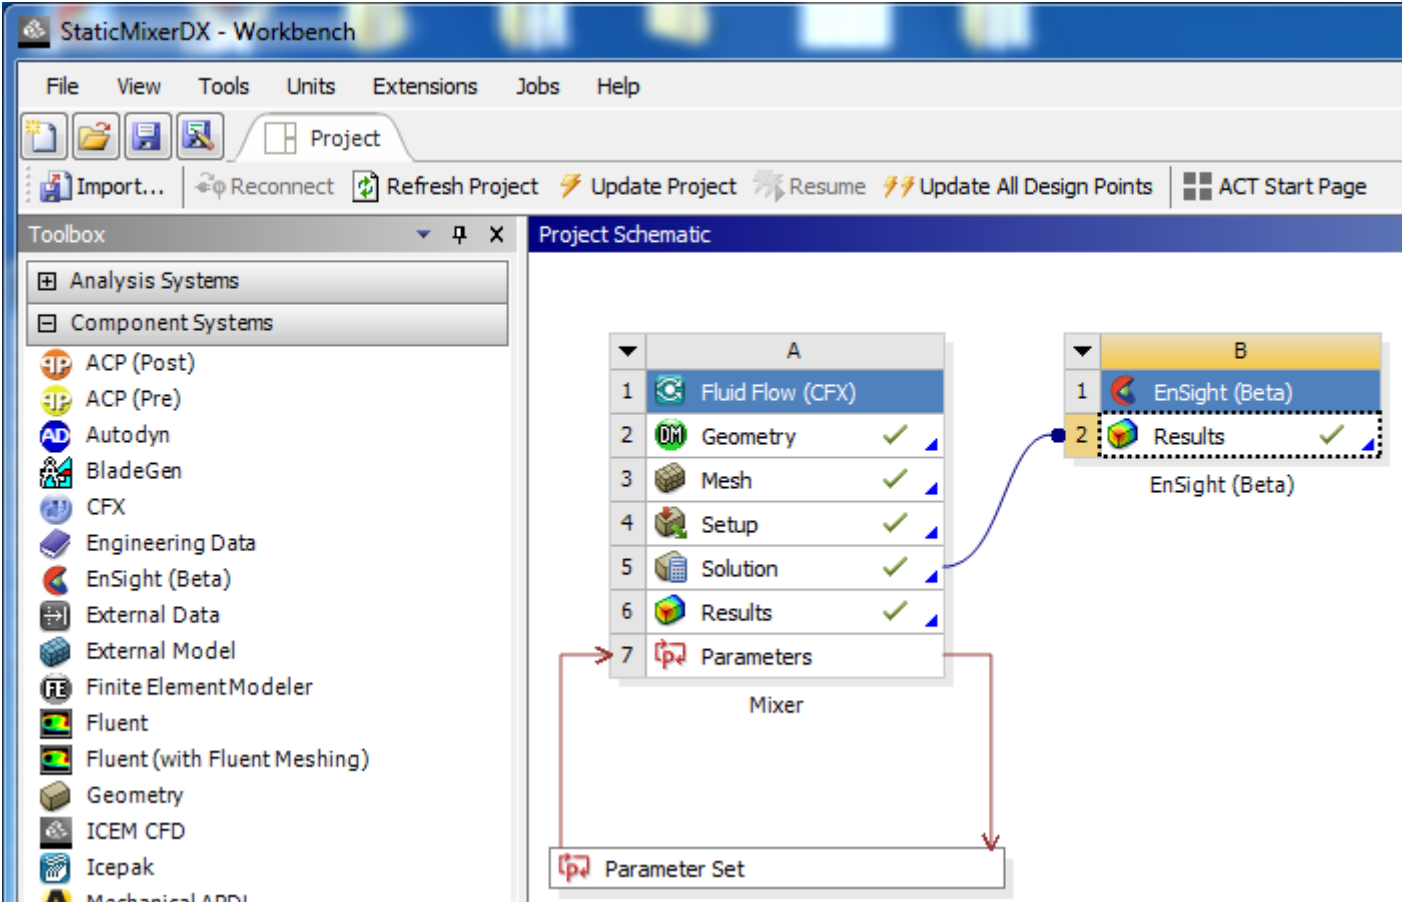 StaticMixerDX - Workbench
File View Tools Units Extensions Jobs Help
Project
Import... Reconnect Refresh Project Update Project Resume Update All Design Points ACT Start Page
Toolbox
Project Schematic
Analysis Systems
Component Systems
ACP (Post)
ACP (Pre)
Autodyn
BladeGen
CFX
Engineering Data
EnSight (Beta)
External Data
External Model
Finite Element Modeler
Fluent
Fluent (with Fluent Meshing)
Geometry
ICEM CFD
Icepak
Mechanical APDL
A
1 Fluid Flow (CFX)
2 Geometry
3 Mesh
4 Setup
5 Solution
6 Results
7 Parameters
Mixer
B
1 EnSight (Beta)
2 Results
EnSight (Beta)
Parameter Set